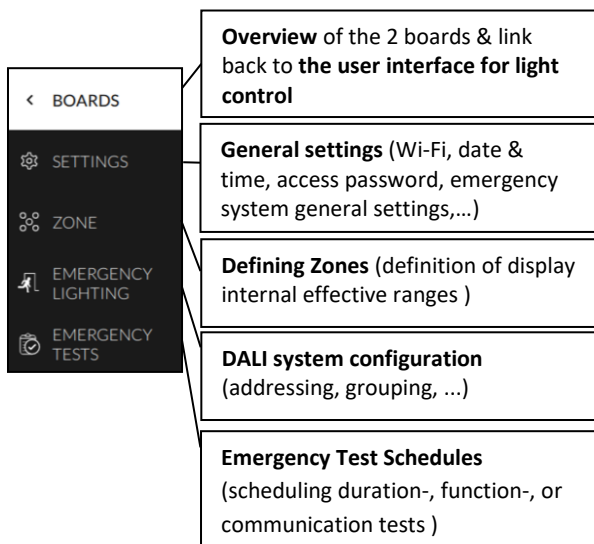 < BOARDS
SETTINGS
ZONE
EMERGENCY
LIGHTING
EMERGENCY
TESTS
Overview of the 2 boards & link
back to the user interface for light
control
General settings (Wi-Fi, date &
time, access password, emergency
system general settings,…)
Defining Zones (definition of display
internal effective ranges )
DALI system configuration
(addressing, grouping, ...)
Emergency Test Schedules
(scheduling duration-, function-, or
communication tests )